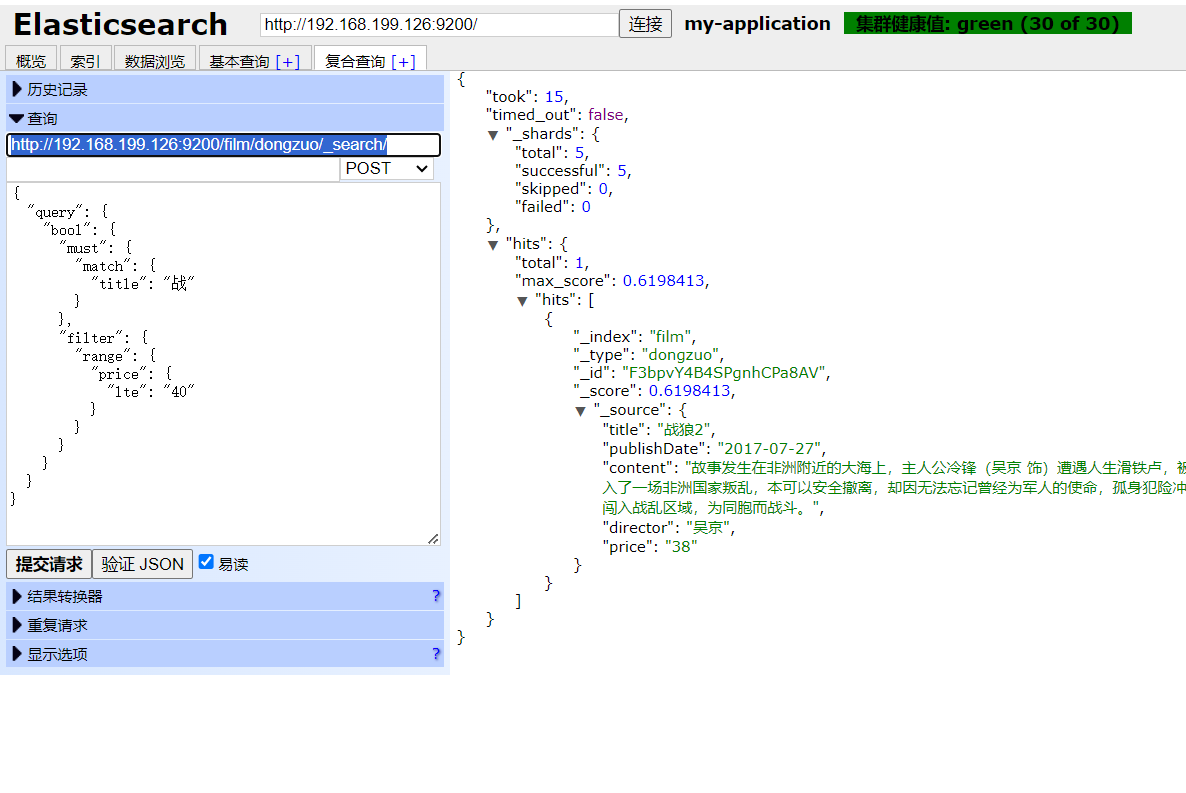 Elasticsearch http://192.168.199.126:9200/ 连接 my-application 集群健康值: green (30 of 30)
概览 索引 数据浏览 基本查询 [+] 复合查询 [+]
历史记录
查询
http://192.168.199.126:9200/film/dongzuo/_search/
POST
{
"query": {
"bool": {
"must": {
"match": {
"title": "战"
}
},
"filter": {
"range": {
"price": {
"lte": "40"
}
}
}
}
}
}
提交请求 验证 JSON 易读
结果转换器 ?
重复请求
显示选项 ?
{
"took": 15,
"timed_out": false,
▼ "_shards": {
"total": 5,
"successful": 5,
"skipped": 0,
"failed": 0
},
▼ "hits": {
"total": 1,
"max_score": 0.6198413,
▼ "hits": [
{
"_index": "film",
"_type": "dongzuo",
"_id": "F3bpvY4B4SPgnhCPa8AV",
"_score": 0.6198413,
▼ "_source": {
"title": "战狼2",
"publishDate": "2017-07-27",
"content": "故事发生在非洲附近的大海上，主人公冷锋（吴京 饰）遭遇人生滑铁卢，被
入了一场非洲国家叛乱，本可以安全撤离，却因无法忘记曾经为军人的使命，孤身犯险冲
闯入战乱区域，为同胞而战斗。",
"director": "吴京",
"price": "38"
}
}
]
}
}